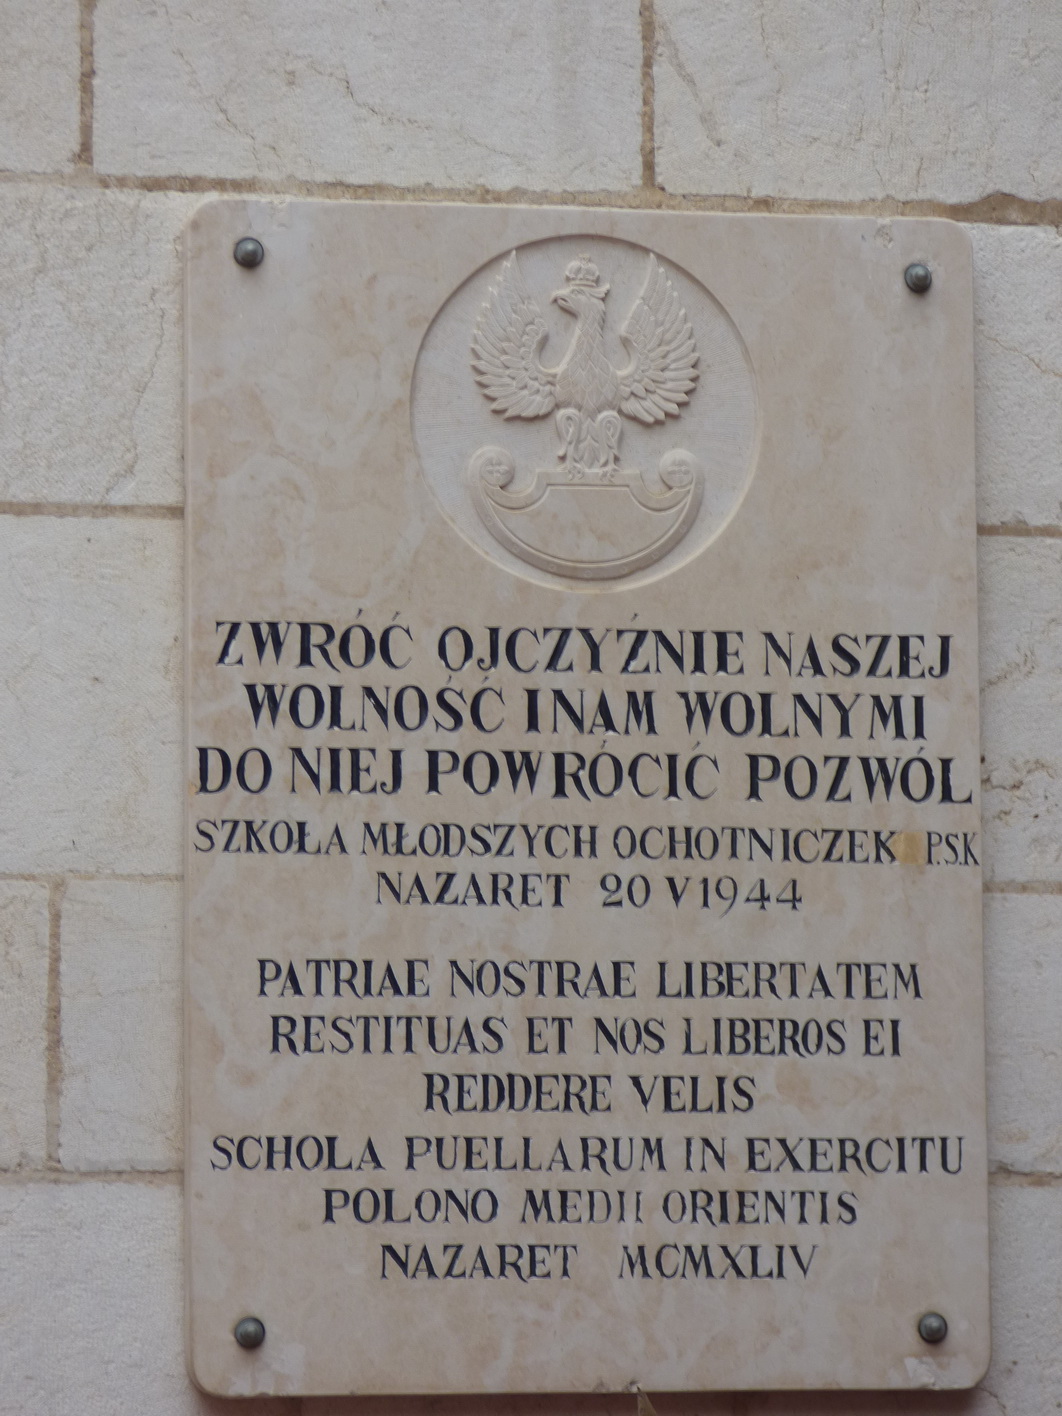 ZWRÓĆ OJCZYŹNIE NASZEJ
WOLNOŚĆ I NAM WOLNYMI
DO NIEJ POWRÓCIĆ POZWÓL
SZKOŁA MŁODSZYCH OCHOTNICZEK P.S.K
NAZARET 20 V 1944
PATRIAE NOSTRAE LIBERTATEM
RESTITUAS ET NOS LIBEROS EI
REDDERE VELIS
SCHOLA PUELLARUM IN EXERCITU
POLONO MEDII ORIENTIS
NAZARET MCMXLIV